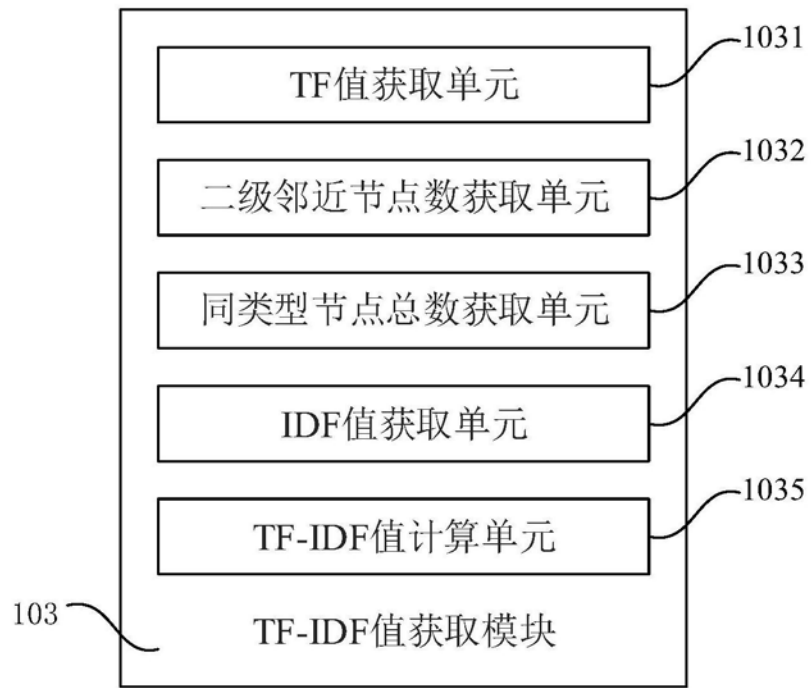 1031
TF值获取单元
1032
二级邻近节点数获取单元
1033
同类型节点总数获取单元
1034
IDF值获取单元
1035
TF-IDF值计算单元
103
TF-IDF值获取模块